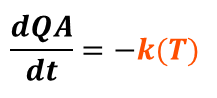 dQA/dt = −k(T)